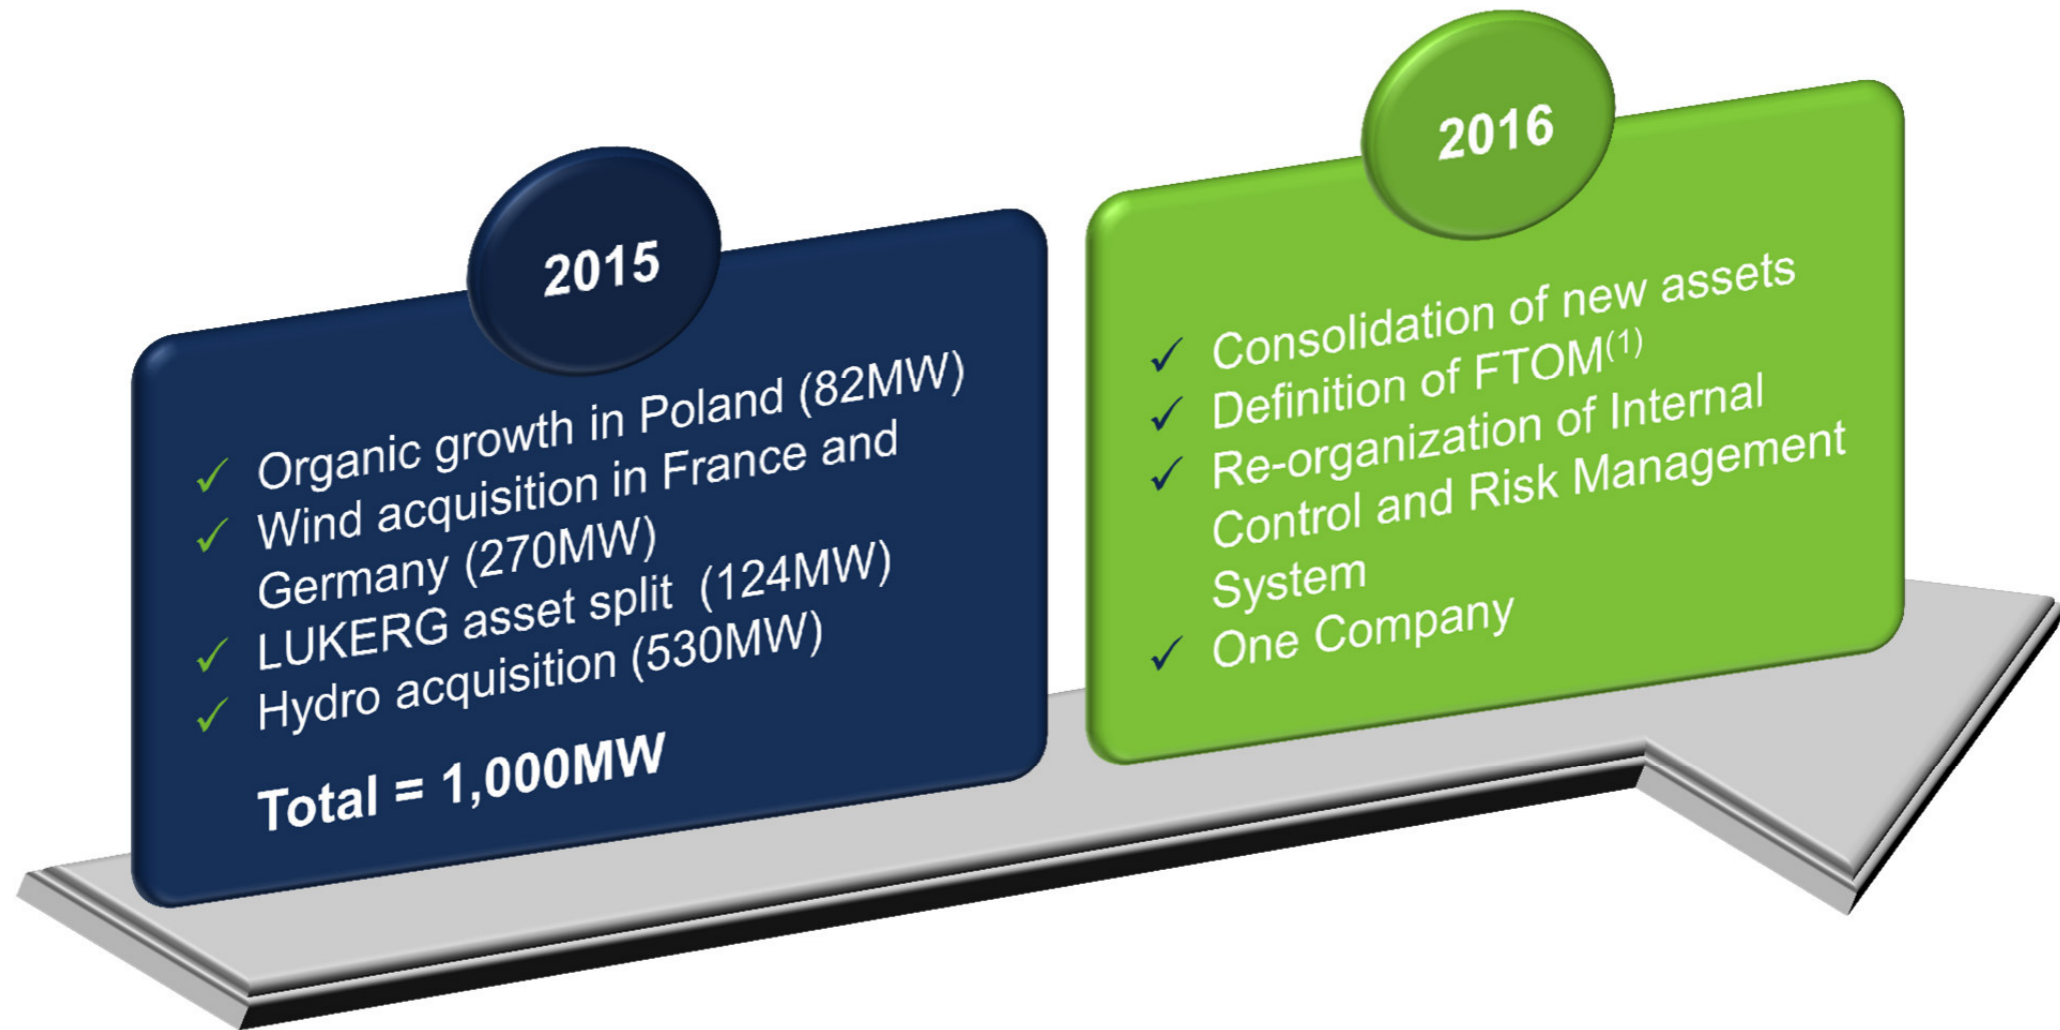 2015
Organic growth in Poland (82MW)
Wind acquisition in France and
Germany (270MW)
LUKERG asset split (124MW)
Hydro acquisition (530MW)
Total = 1,000MW
2016
Consolidation of new assets
Definition of FTOM(1)
Re-organization of Internal
Control and Risk Management
System
One Company